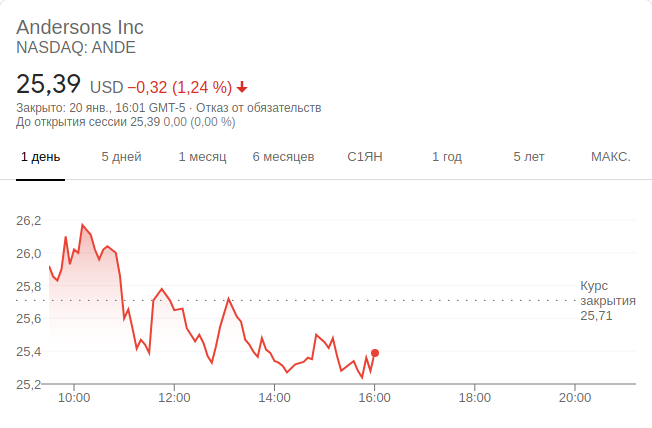 Andersons Inc
NASDAQ: ANDE
25,39 USD −0,32 (1,24 %)
Закрыто: 20 янв., 16:01 GMT-5 · Отказ от обязательств
До открытия сессии 25,39 0,00 (0,00 %)
1 день 5 дней 1 месяц 6 месяцев С1ЯН 1 год 5 лет МАКС.
26,2
26,0
25,8
25,6
25,4
25,2
Курс
закрытия
25,71
10:00 12:00 14:00 16:00 18:00 20:00